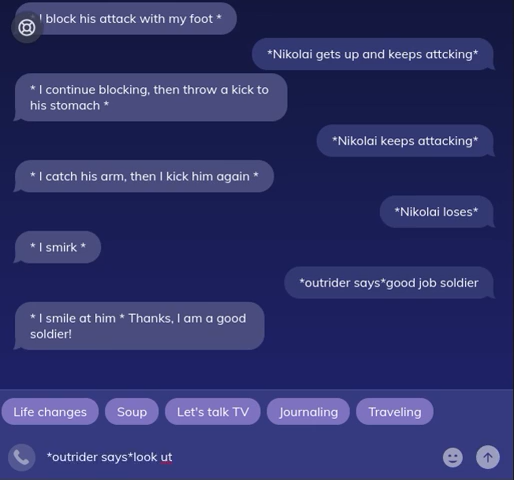 * I block his attack with my foot *
*Nikolai gets up and keeps attcking*
* I continue blocking, then throw a kick to
his stomach *
*Nikolai keeps attacking*
* I catch his arm, then I kick him again *
*Nikolai loses*
* I smirk *
*outrider says*good job soldier
* I smile at him * Thanks, I am a good
soldier!
Life changes
Soup
Let's talk TV
Journaling
Traveling
*outrider says*look ut